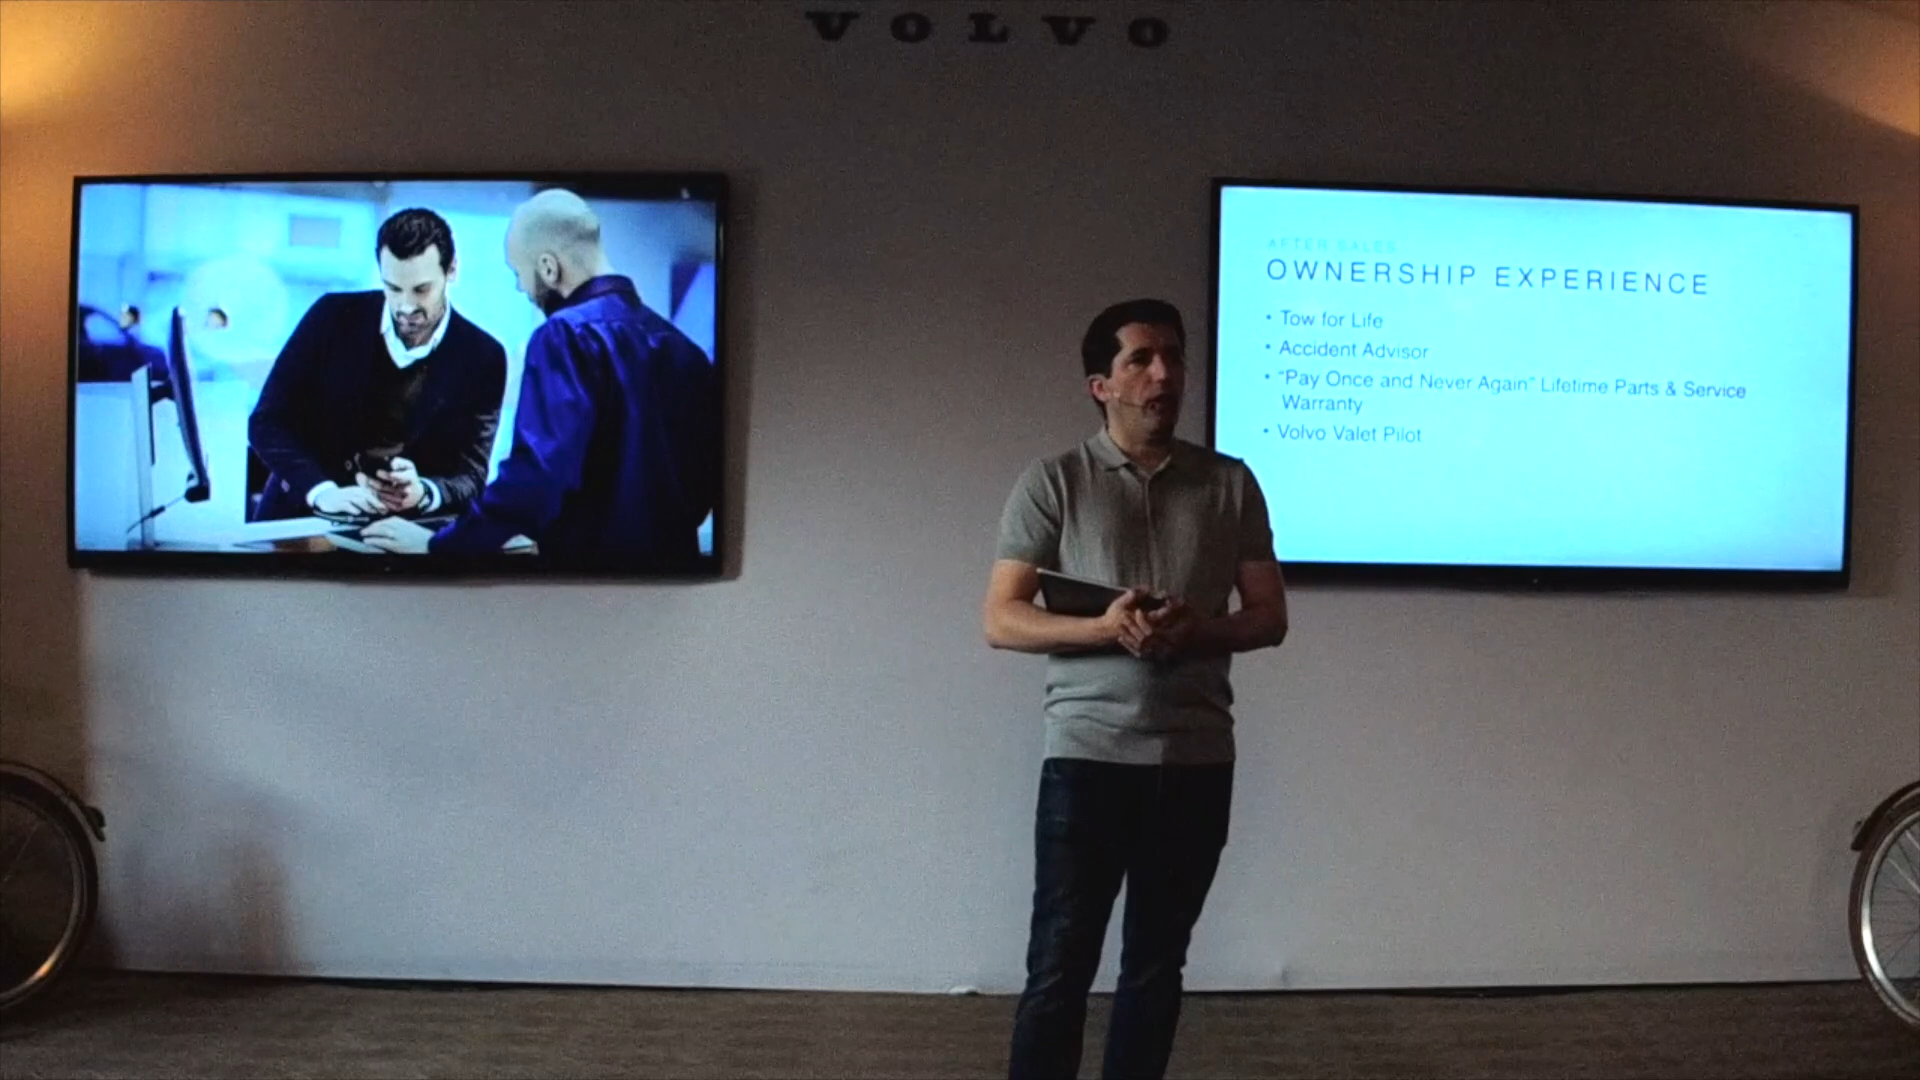 VOLVO
AFTER SALES
OWNERSHIP EXPERIENCE
• Tow for Life
• Accident Advisor
• "Pay Once and Never Again" Lifetime Parts & Service
Warranty
• Volvo Valet Pilot